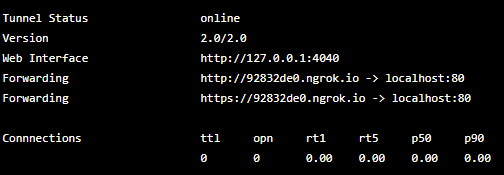 Tunnel Status online
Version 2.0/2.0
Web Interface http://127.0.0.1:4040
Forwarding http://92832de0.ngrok.io -> localhost:80
Forwarding https://92832de0.ngrok.io -> localhost:80
Connnections ttl opn rt1 rt5 p50 p90
0 0 0.00 0.00 0.00 0.00